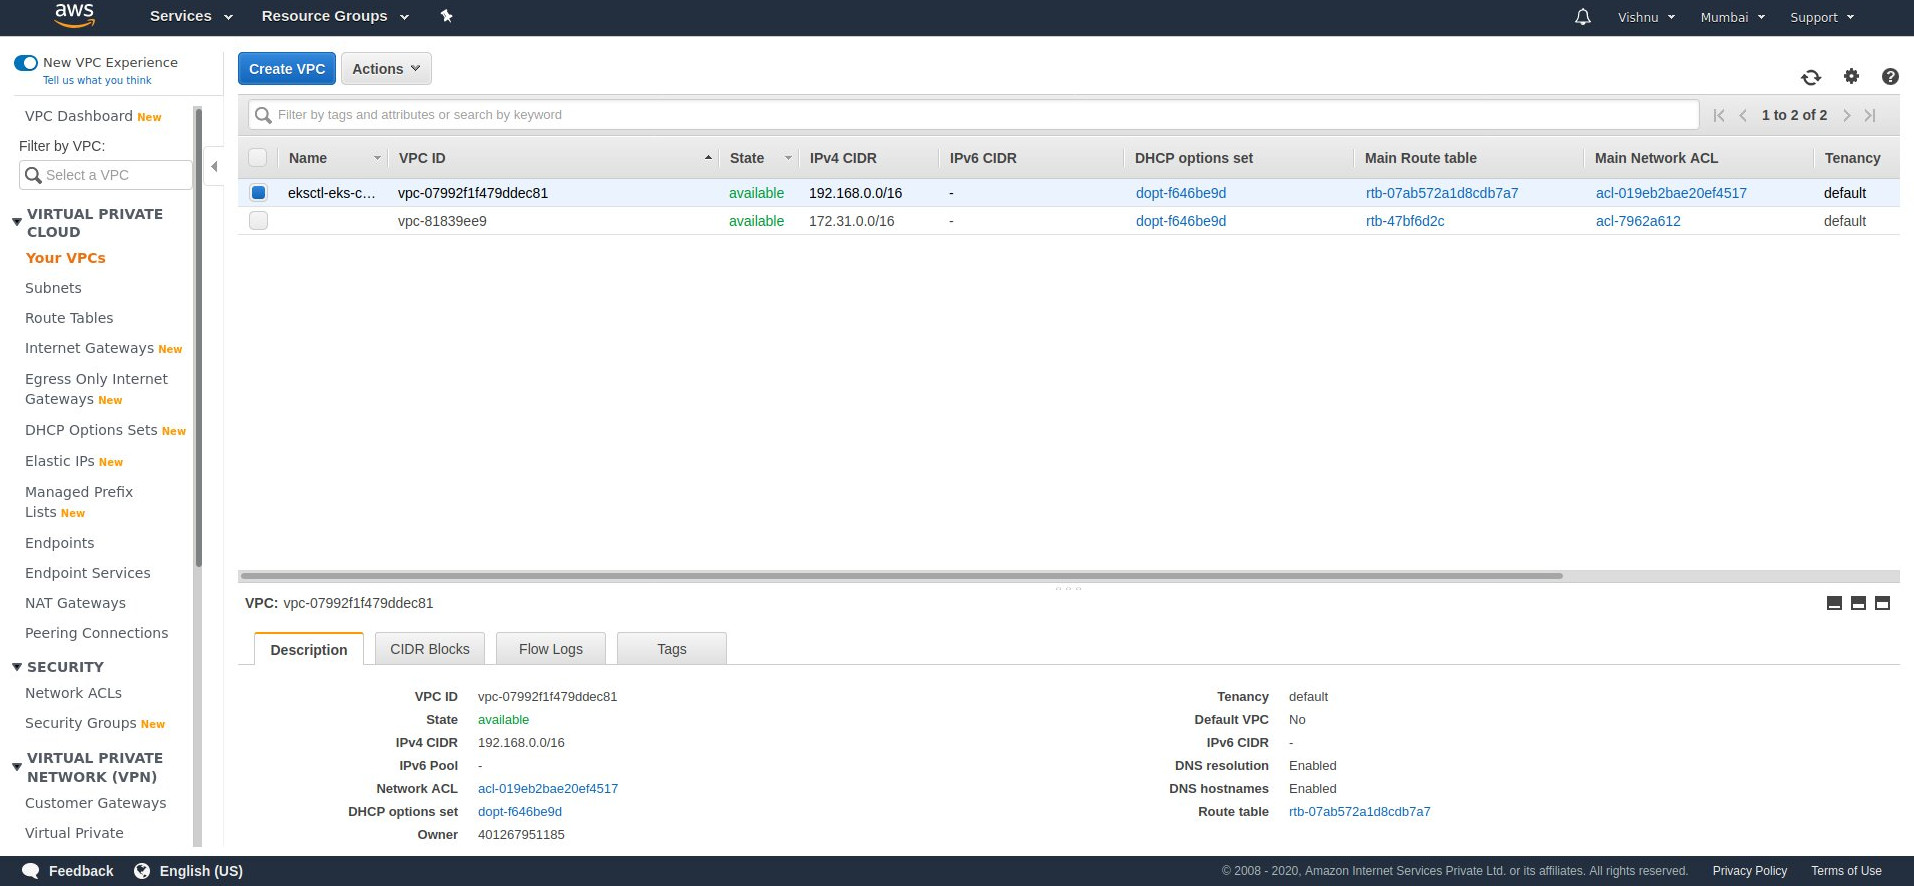 aws Services Resource Groups Vishnu Mumbai Support
New VPC Experience
Tell us what you think
VPC Dashboard New
Filter by VPC:
Select a VPC
VIRTUAL PRIVATE
CLOUD
Your VPCs
Subnets
Route Tables
Internet Gateways New
Egress Only Internet
Gateways New
DHCP Options Sets New
Elastic IPs New
Managed Prefix
Lists New
Endpoints
Endpoint Services
NAT Gateways
Peering Connections
SECURITY
Network ACLs
Security Groups New
VIRTUAL PRIVATE
NETWORK (VPN)
Customer Gateways
Virtual Private
Create VPC Actions
Filter by tags and attributes or search by keyword 1 to 2 of 2
Name VPC ID State IPv4 CIDR IPv6 CIDR DHCP options set Main Route table Main Network ACL Tenancy
eksctl-eks-c... vpc-07992f1f479ddec81 available 192.168.0.0/16 - dopt-f646be9d rtb-07ab572a1d8cdb7a7 acl-019eb2bae20ef4517 default
vpc-81839ee9 available 172.31.0.0/16 - dopt-f646be9d rtb-47bf6d2c acl-7962a612 default
VPC: vpc-07992f1f479ddec81
Description CIDR Blocks Flow Logs Tags
VPC ID vpc-07992f1f479ddec81 Tenancy default
State available Default VPC No
IPv4 CIDR 192.168.0.0/16 IPv6 CIDR -
IPv6 Pool - DNS resolution Enabled
Network ACL acl-019eb2bae20ef4517 DNS hostnames Enabled
DHCP options set dopt-f646be9d Route table rtb-07ab572a1d8cdb7a7
Owner 401267951185
Feedback English (US) © 2008 - 2020, Amazon Internet Services Private Ltd. or its affiliates. All rights reserved. Privacy Policy Terms of Use